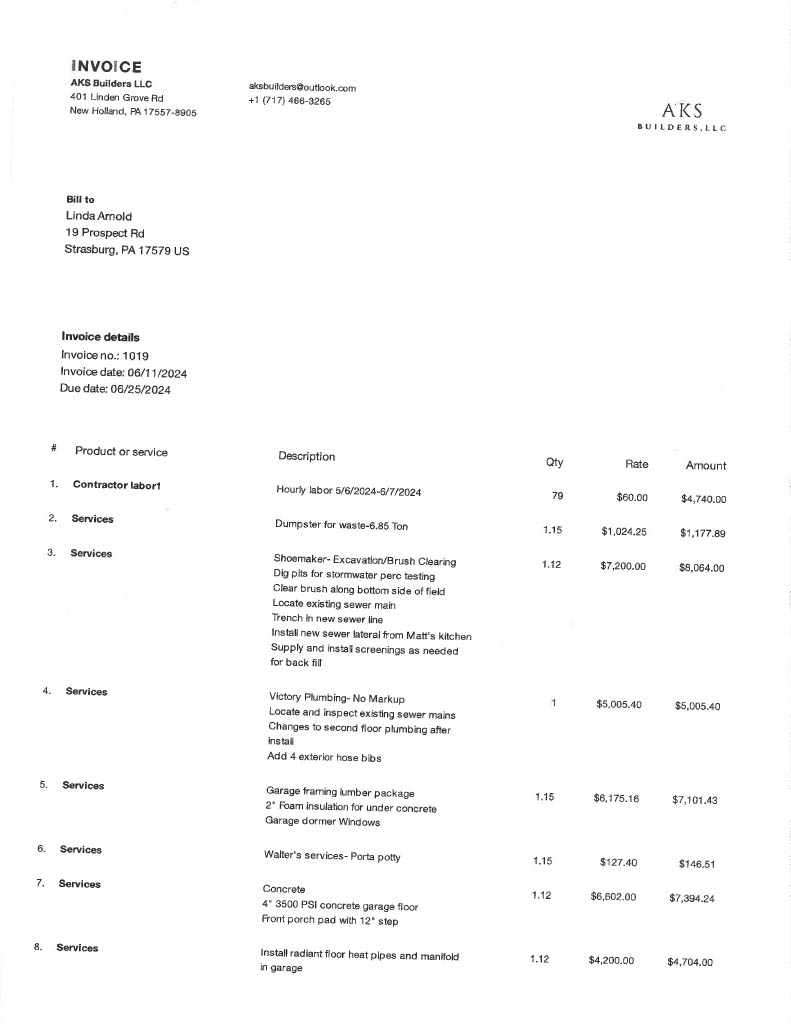 INVOICE
AKS Builders LLC
401 Linden Grove Rd
New Holland, PA 17557-8905
aksbuilders@outlook.com
+1 (717) 466-3265
AKS
BUILDERS, LLC
Bill to
Linda Arnold
19 Prospect Rd
Strasburg, PA 17579 US
Invoice details
Invoice no.: 1019
Invoice date: 06/11/2024
Due date: 06/25/2024
# Product or service Description Qty Rate Amount
1. Contractor labor1 Hourly labor 5/6/2024-6/7/2024 79 $60.00 $4,740.00
2. Services Dumpster for waste-6.85 Ton 1.15 $1,024.25 $1,177.89
3. Services Shoemaker- Excavation/Brush Clearing 1.12 $7,200.00 $8,064.00
Dig pits for stormwater perc testing
Clear brush along bottom side of field
Locate existing sewer main
Trench in new sewer line
Install new sewer lateral from Matt's kitchen
Supply and install screenings as needed
for back fill
4. Services Victory Plumbing- No Markup 1 $5,005.40 $5,005.40
Locate and inspect existing sewer mains
Changes to second floor plumbing after
install
Add 4 exterior hose bibs
5. Services Garage framing lumber package 1.15 $6,175.16 $7,101.43
2" Foam insulation for under concrete
Garage dormer Windows
6. Services Walter's services- Porta potty 1.15 $127.40 $146.51
7. Services Concrete 1.12 $6,602.00 $7,394.24
4" 3500 PSI concrete garage floor
Front porch pad with 12" step
8. Services Install radiant floor heat pipes and manifold 1.12 $4,200.00 $4,704.00
in garage